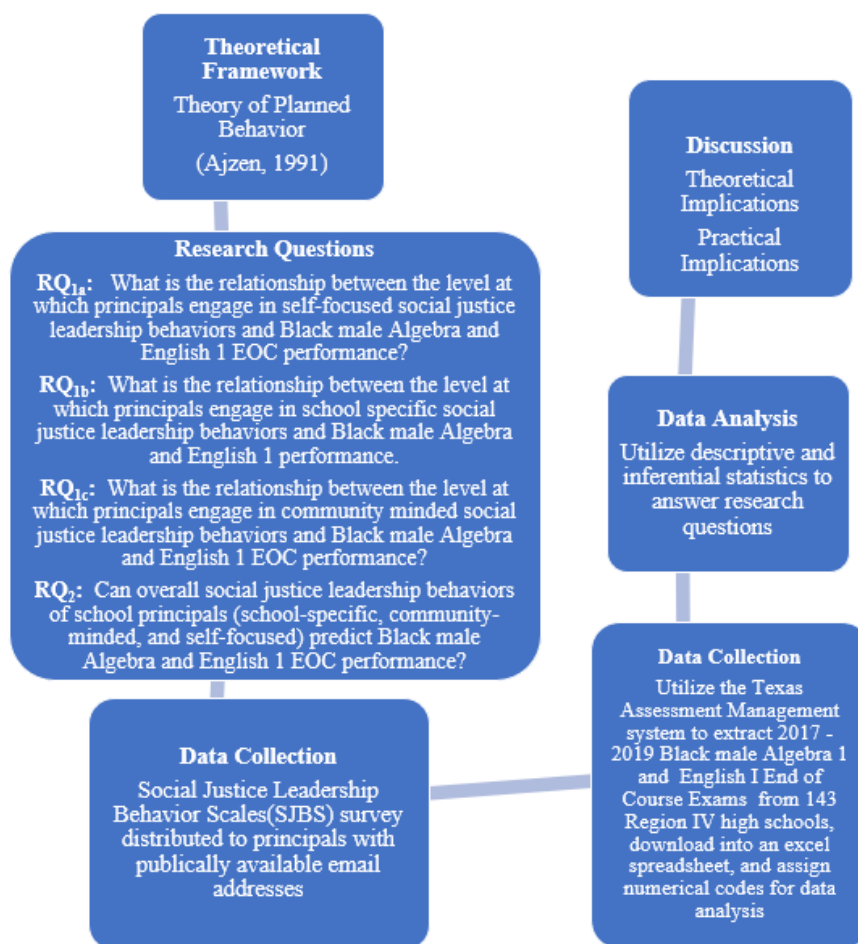 Theoretical
Framework
Theory of Planned
Behavior
(Ajzen, 1991)
Research Questions
RQ1a: What is the relationship between the level at
which principals engage in self-focused social justice
leadership behaviors and Black male Algebra and
English 1 EOC performance?
RQ1b: What is the relationship between the level at
which principals engage in school specific social
justice leadership behaviors and Black male Algebra
and English 1 performance.
RQ1c: What is the relationship between the level at
which principals engage in community minded social
justice leadership behaviors and Black male Algebra
and English 1 EOC performance?
RQ2: Can overall social justice leadership behaviors
of school principals (school-specific, community-
minded, and self-focused) predict Black male
Algebra and English 1 EOC performance?
Data Collection
Social Justice Leadership
Behavior Scales(SJBS) survey
distributed to principals with
publically available email
addresses
Data Collection
Utilize the Texas
Assessment Management
system to extract 2017 -
2019 Black male Algebra 1
and English I End of
Course Exams from 143
Region IV high schools,
download into an excel
spreadsheet, and assign
numerical codes for data
analysis
Data Analysis
Utilize descriptive and
inferential statistics to
answer research
questions
Discussion
Theoretical
Implications
Practical
Implications